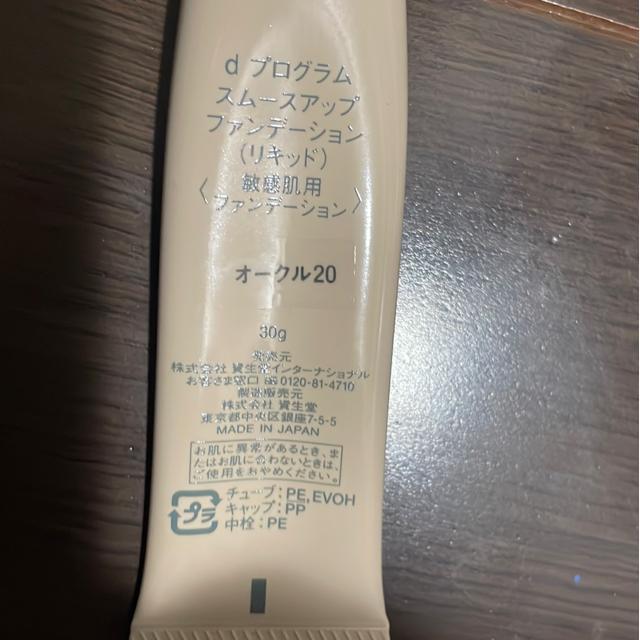 d プログラム
スムースアップ
ファンデーション
(リキッド)
〈敏感肌用
ファンデーション〉
オークル20
30g
発売元
株式会社 資生堂インターナショナル
お客さま窓口 0120-81-4710
製造販売元
株式会社 資生堂
東京都中央区銀座7-5-5
MADE IN JAPAN
お肌に異常があるとき、ま
たはお肌に合わないときは、
ご使用をおやめください。
プラ
チューブ:PE,EVOH
キャップ:PP
中栓:PE